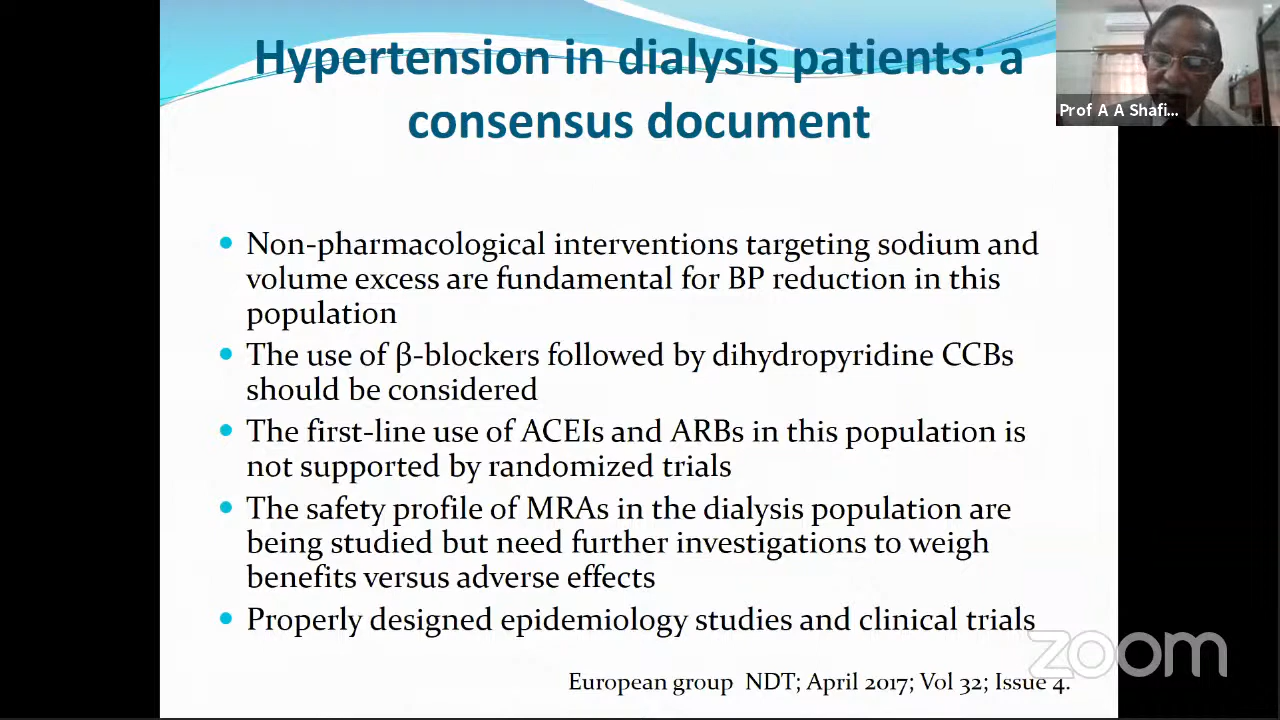 Hypertension in dialysis patients: a
consensus document
Prof A A Shafi...
• Non-pharmacological interventions targeting sodium and
volume excess are fundamental for BP reduction in this
population
• The use of β-blockers followed by dihydropyridine CCBs
should be considered
• The first-line use of ACEIs and ARBs in this population is
not supported by randomized trials
• The safety profile of MRAs in the dialysis population are
being studied but need further investigations to weigh
benefits versus adverse effects
• Properly designed epidemiology studies and clinical trials
zoom
European group NDT; April 2017; Vol 32; Issue 4.